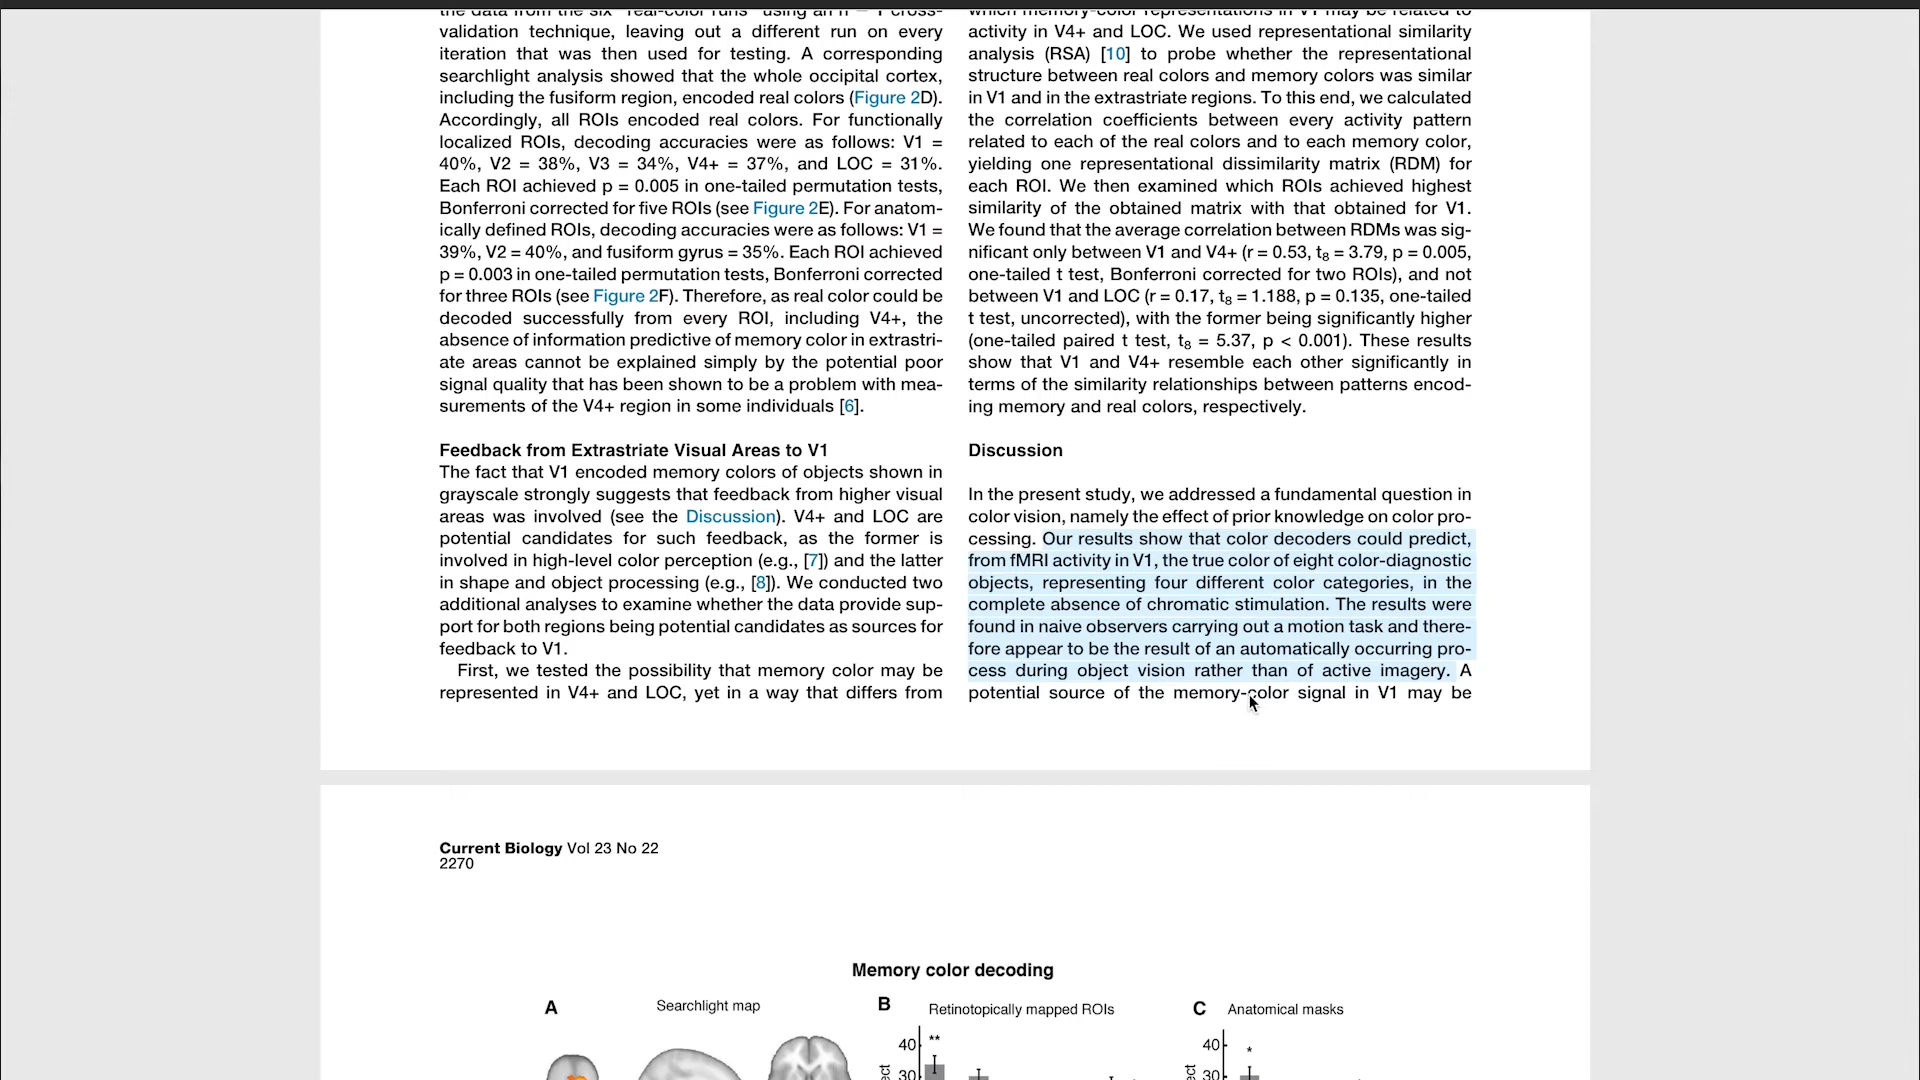 the data from the six "real-color runs" using an n − 1 cross-
validation technique, leaving out a different run on every
iteration that was then used for testing. A corresponding
searchlight analysis showed that the whole occipital cortex,
including the fusiform region, encoded real colors (Figure 2D).
Accordingly, all ROIs encoded real colors. For functionally
localized ROIs, decoding accuracies were as follows: V1 =
40%, V2 = 38%, V3 = 34%, V4+ = 37%, and LOC = 31%.
Each ROI achieved p = 0.005 in one-tailed permutation tests,
Bonferroni corrected for five ROIs (see Figure 2E). For anatom-
ically defined ROIs, decoding accuracies were as follows: V1 =
39%, V2 = 40%, and fusiform gyrus = 35%. Each ROI achieved
p = 0.003 in one-tailed permutation tests, Bonferroni corrected
for three ROIs (see Figure 2F). Therefore, as real color could be
decoded successfully from every ROI, including V4+, the
absence of information predictive of memory color in extrastri-
ate areas cannot be explained simply by the potential poor
signal quality that has been shown to be a problem with mea-
surements of the V4+ region in some individuals [6].
Feedback from Extrastriate Visual Areas to V1
The fact that V1 encoded memory colors of objects shown in
grayscale strongly suggests that feedback from higher visual
areas was involved (see the Discussion). V4+ and LOC are
potential candidates for such feedback, as the former is
involved in high-level color perception (e.g., [7]) and the latter
in shape and object processing (e.g., [8]). We conducted two
additional analyses to examine whether the data provide sup-
port for both regions being potential candidates as sources for
feedback to V1.
First, we tested the possibility that memory color may be
represented in V4+ and LOC, yet in a way that differs from
which memory-color representations in V1 may be related to
activity in V4+ and LOC. We used representational similarity
analysis (RSA) [10] to probe whether the representational
structure between real colors and memory colors was similar
in V1 and in the extrastriate regions. To this end, we calculated
the correlation coefficients between every activity pattern
related to each of the real colors and to each memory color,
yielding one representational dissimilarity matrix (RDM) for
each ROI. We then examined which ROIs achieved highest
similarity of the obtained matrix with that obtained for V1.
We found that the average correlation between RDMs was sig-
nificant only between V1 and V4+ (r = 0.53, t8 = 3.79, p = 0.005,
one-tailed t test, Bonferroni corrected for two ROIs), and not
between V1 and LOC (r = 0.17, t8 = 1.188, p = 0.135, one-tailed
t test, uncorrected), with the former being significantly higher
(one-tailed paired t test, t8 = 5.37, p < 0.001). These results
show that V1 and V4+ resemble each other significantly in
terms of the similarity relationships between patterns encod-
ing memory and real colors, respectively.
Discussion
In the present study, we addressed a fundamental question in
color vision, namely the effect of prior knowledge on color pro-
cessing. Our results show that color decoders could predict,
from fMRI activity in V1, the true color of eight color-diagnostic
objects, representing four different color categories, in the
complete absence of chromatic stimulation. The results were
found in naive observers carrying out a motion task and there-
fore appear to be the result of an automatically occurring pro-
cess during object vision rather than of active imagery. A
potential source of the memory-color signal in V1 may be
Current Biology Vol 23 No 22
2270
Memory color decoding
A Searchlight map
B Retinotopically mapped ROIs
40 **
30
C Anatomical masks
40 *
30